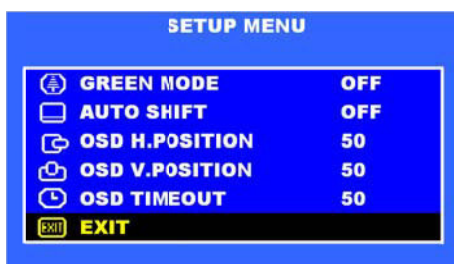 SETUP MENU
GREEN MODE OFF
AUTO SHIFT OFF
OSD H.POSITION 50
OSD V.POSITION 50
OSD TIMEOUT 50
EXIT EXIT